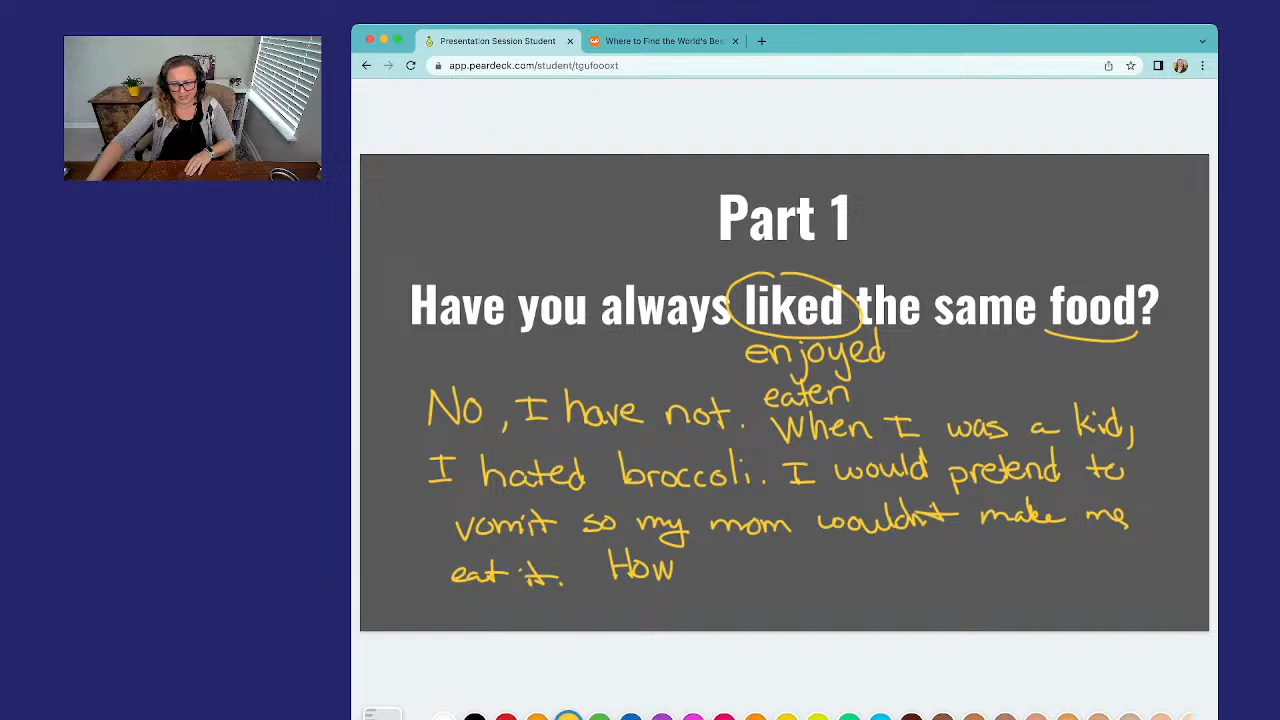 Presentation Session Student
Where to Find the World's Bes
app.peardeck.com/student/tgufoooxt
Part 1
Have you always liked the same food?
enjoyed
eaten
No, I have not. When I was a kid,
I hated broccoli. I would pretend to
vomit so my mom wouldn't make me
eat it. How